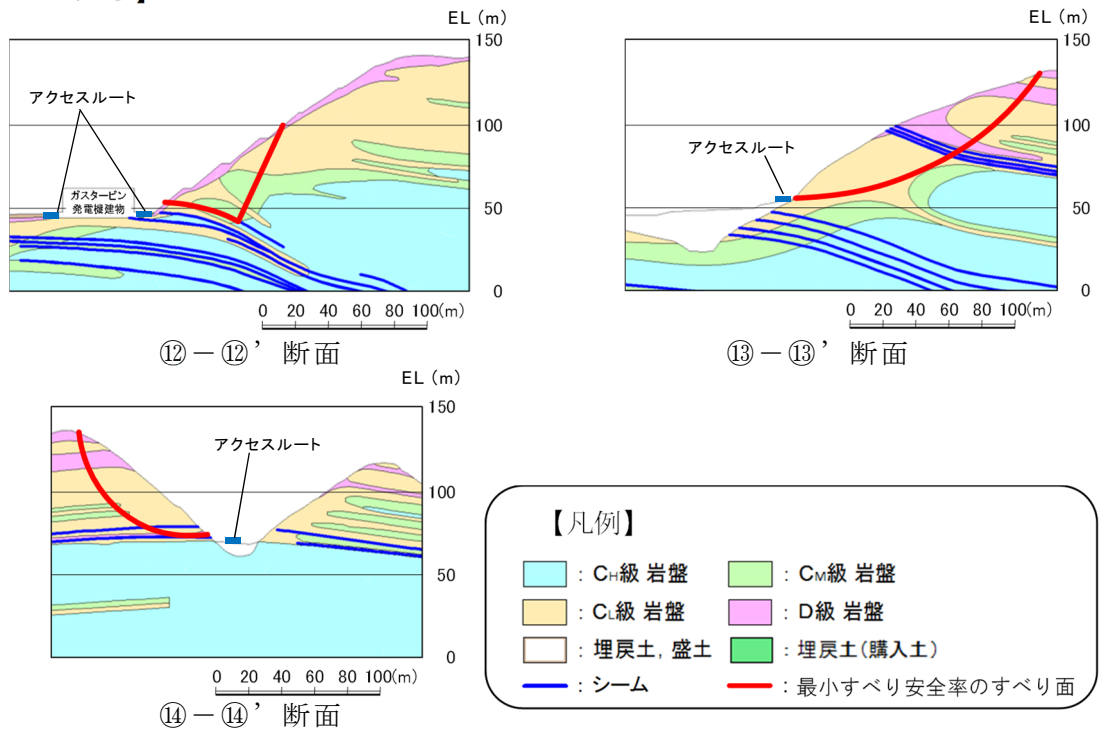 EL (m)
150
100
50
0
アクセスルート
ガスタービン
発電機建物
0 20 40 60 80 100(m)
⑫－⑫’断面
EL (m)
150
100
50
0
アクセスルート
0 20 40 60 80 100(m)
⑬－⑬’断面
EL (m)
150
100
50
0
アクセスルート
0 20 40 60 80 100(m)
⑭－⑭’断面
【凡例】
：CH級 岩盤
：CM級 岩盤
：CL級 岩盤
：D級 岩盤
：埋戻土，盛土
：埋戻土(購入土)
：シーム
：最小すべり安全率のすべり面